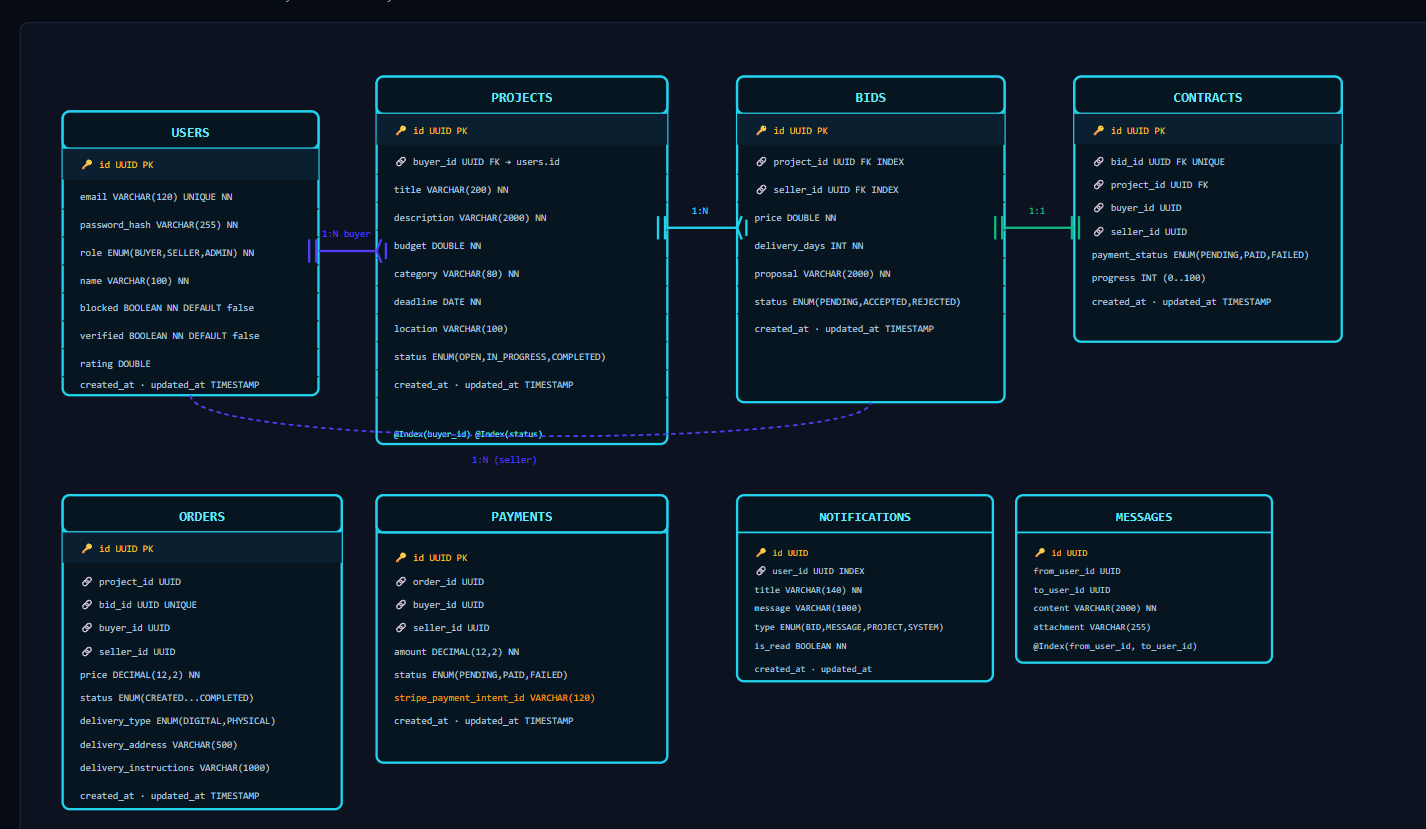 USERS
id UUID PK
email VARCHAR(120) UNIQUE NN
password_hash VARCHAR(255) NN
role ENUM(BUYER,SELLER,ADMIN) NN
name VARCHAR(100) NN
blocked BOOLEAN NN DEFAULT false
verified BOOLEAN NN DEFAULT false
rating DOUBLE
created_at · updated_at TIMESTAMP
1:N buyer
PROJECTS
id UUID PK
buyer_id UUID FK → users.id
title VARCHAR(200) NN
description VARCHAR(2000) NN
budget DOUBLE NN
category VARCHAR(80) NN
deadline DATE NN
location VARCHAR(100)
status ENUM(OPEN,IN_PROGRESS,COMPLETED)
created_at · updated_at TIMESTAMP
@Index(buyer_id) @Index(status)
1:N
BIDS
id UUID PK
project_id UUID FK INDEX
seller_id UUID FK INDEX
price DOUBLE NN
delivery_days INT NN
proposal VARCHAR(2000) NN
status ENUM(PENDING,ACCEPTED,REJECTED)
created_at · updated_at TIMESTAMP
1:1
CONTRACTS
id UUID PK
bid_id UUID FK UNIQUE
project_id UUID FK
buyer_id UUID
seller_id UUID
payment_status ENUM(PENDING,PAID,FAILED)
progress INT (0..100)
created_at · updated_at TIMESTAMP
1:N (seller)
ORDERS
id UUID PK
project_id UUID
bid_id UUID UNIQUE
buyer_id UUID
seller_id UUID
price DECIMAL(12,2) NN
status ENUM(CREATED...COMPLETED)
delivery_type ENUM(DIGITAL,PHYSICAL)
delivery_address VARCHAR(500)
delivery_instructions VARCHAR(1000)
created_at · updated_at TIMESTAMP
PAYMENTS
id UUID PK
order_id UUID
buyer_id UUID
seller_id UUID
amount DECIMAL(12,2) NN
status ENUM(PENDING,PAID,FAILED)
stripe_payment_intent_id VARCHAR(120)
created_at · updated_at TIMESTAMP
NOTIFICATIONS
id UUID
user_id UUID INDEX
title VARCHAR(140) NN
message VARCHAR(1000)
type ENUM(BID,MESSAGE,PROJECT,SYSTEM)
is_read BOOLEAN NN
created_at · updated_at
MESSAGES
id UUID
from_user_id UUID
to_user_id UUID
content VARCHAR(2000) NN
attachment VARCHAR(255)
@Index(from_user_id, to_user_id)